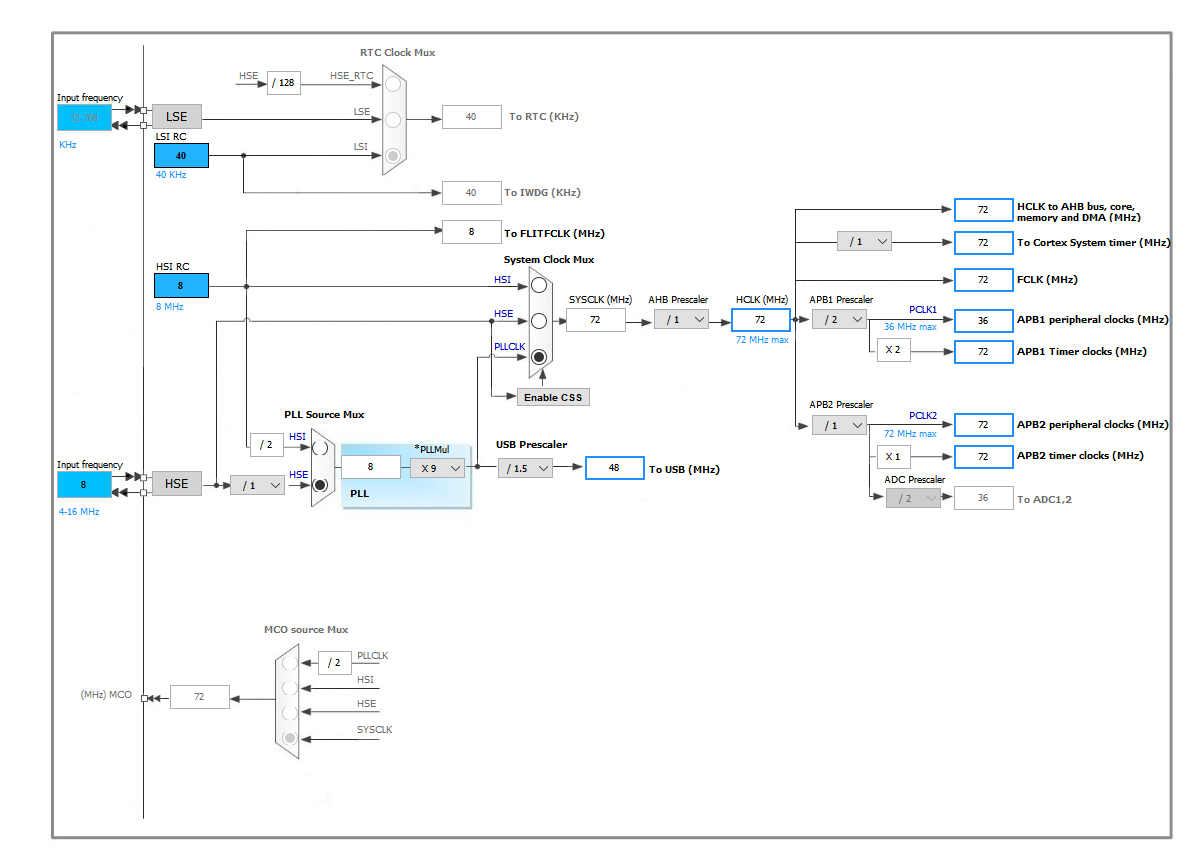 RTC Clock Mux
HSE
/ 128
HSE_RTC
Input frequency
32.768
KHz
LSE
LSE
40
To RTC (KHz)
LSI RC
40
40 KHz
LSI
40
To IWDG (KHz)
8
To FLITFCLK (MHz)
System Clock Mux
HSI RC
8
8 MHz
HSI
HSE
PLLCLK
SYSCLK (MHz)
72
AHB Prescaler
/ 1
HCLK (MHz)
72
72 MHz max
72
HCLK to AHB bus, core,
memory and DMA (MHz)
/ 1
72
To Cortex System timer (MHz)
72
FCLK (MHz)
APB1 Prescaler
/ 2
PCLK1
36 MHz max
36
APB1 peripheral clocks (MHz)
X 2
72
APB1 Timer clocks (MHz)
Enable CSS
APB2 Prescaler
/ 1
PCLK2
72 MHz max
72
APB2 peripheral clocks (MHz)
X 1
72
APB2 timer clocks (MHz)
ADC Prescaler
/ 2
36
To ADC1,2
PLL Source Mux
/ 2
HSI
Input frequency
8
4-16 MHz
HSE
/ 1
HSE
8
*PLLMul
X 9
PLL
USB Prescaler
/ 1.5
48
To USB (MHz)
MCO source Mux
/ 2
PLLCLK
HSI
HSE
SYSCLK
(MHz) MCO
72